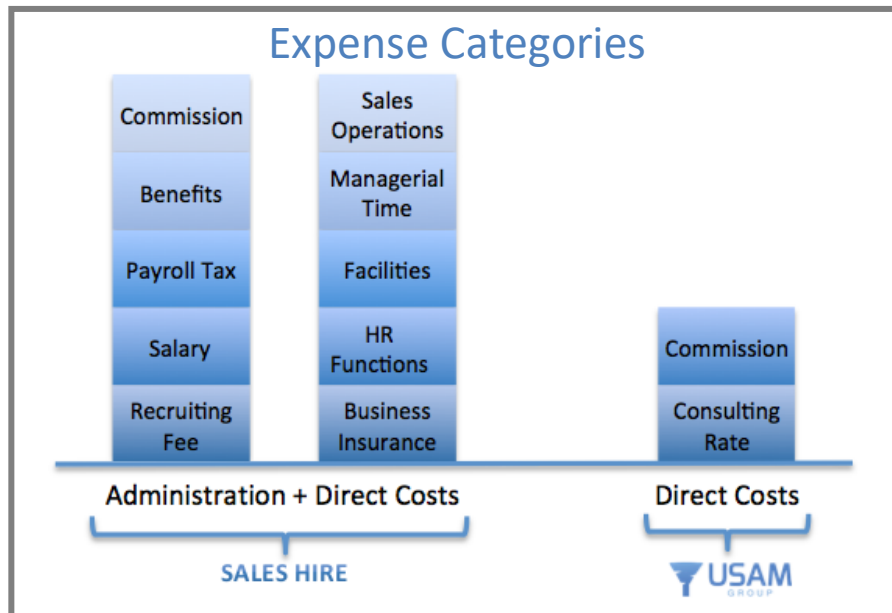 Expense Categories
Commission
Benefits
Payroll Tax
Salary
Recruiting
Fee
Sales
Operations
Managerial
Time
Facilities
HR
Functions
Business
Insurance
Commission
Consulting
Rate
Administration + Direct Costs
Direct Costs
SALES HIRE
USAM
GROUP